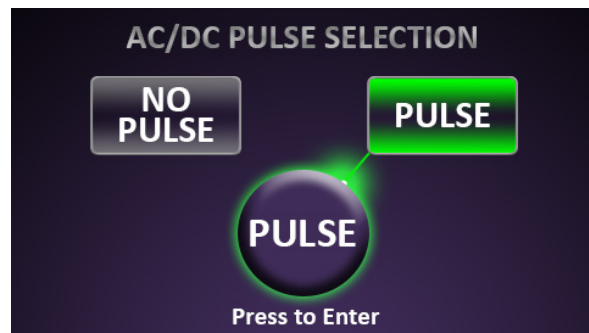 AC/DC PULSE SELECTION
NO
PULSE
PULSE
PULSE
Press to Enter